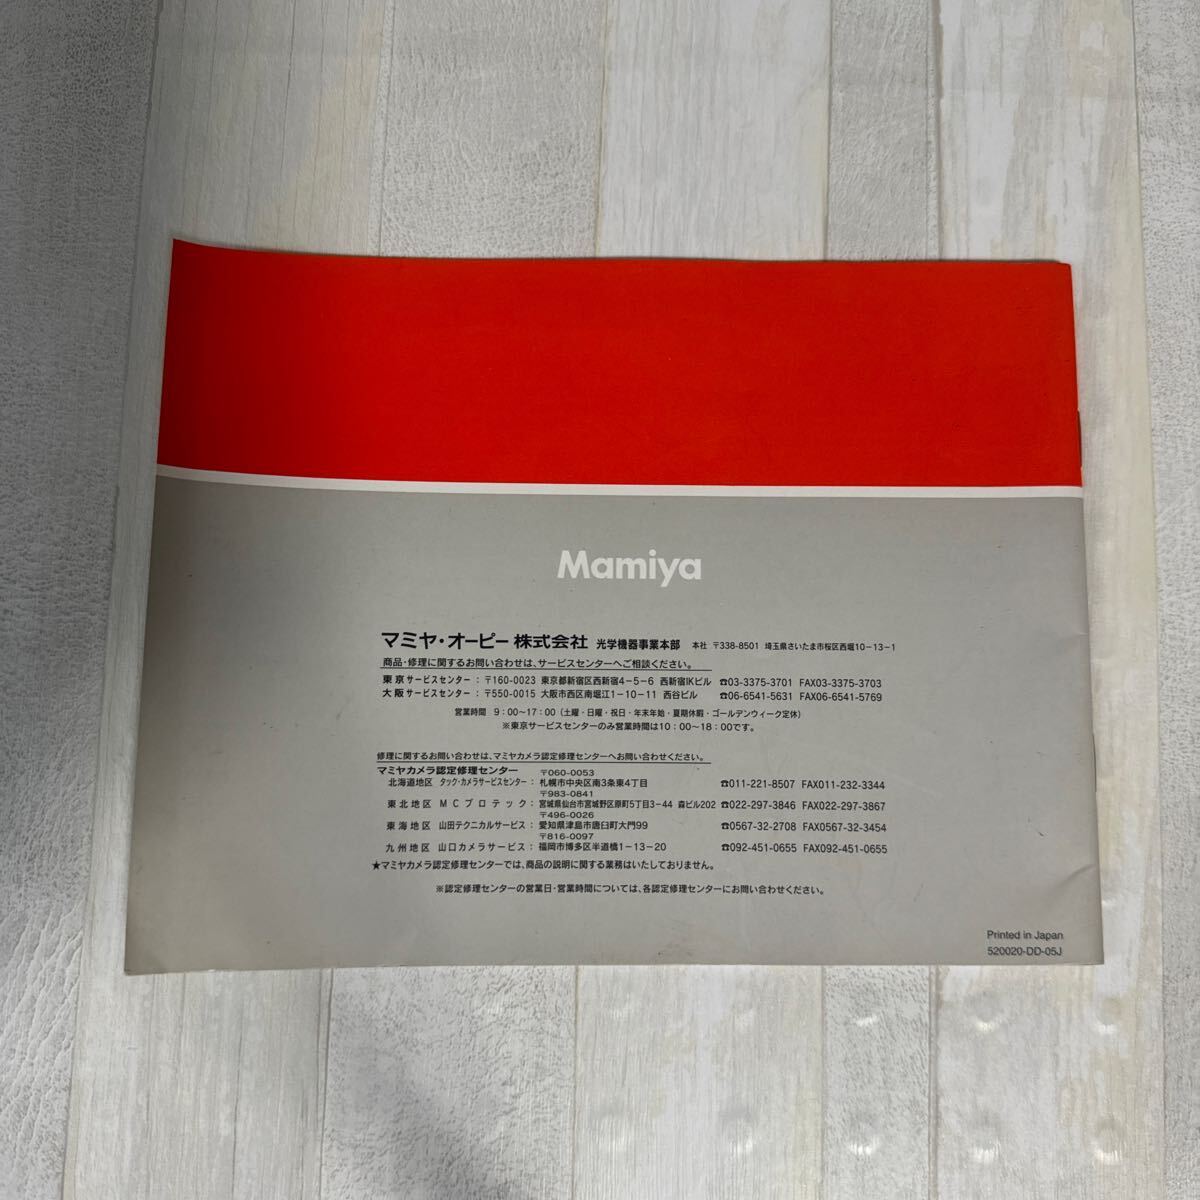 Mamiya
マミヤ・オーピー株式会社 光学機器事業本部 本社 〒338-8501 埼玉県さいたま市桜区西堀10-13-1
商品・修理に関するお問い合わせは、サービスセンターへご相談ください。
東京サービスセンター：〒160-0023 東京都新宿区西新宿4-5-6 西新宿IKビル ☎03-3375-3701 FAX03-3375-3703
大阪サービスセンター：〒550-0015 大阪市西区南堀江1-10-11 西谷ビル ☎06-6541-5631 FAX06-6541-5769
営業時間 9：00〜17：00（土曜・日曜・祝日・年末年始・夏期休暇・ゴールデンウィーク定休）
※東京サービスセンターのみ営業時間は10：00〜18：00です。
修理に関するお問い合わせは、マミヤカメラ認定修理センターへお問い合わせください。
マミヤカメラ認定修理センター 〒060-0053
北海道地区 タック・カメラサービスセンター：札幌市中央区南3条東4丁目 ☎011-221-8507 FAX011-232-3344
〒983-0841
東北地区 MCプロテック：宮城県仙台市宮城野区原町5丁目3-44 森ビル202 ☎022-297-3846 FAX022-297-3867
〒496-0026
東海地区 山田テクニカルサービス：愛知県津島市唐臼町大門99 ☎0567-32-2708 FAX0567-32-3454
〒816-0097
九州地区 山口カメラサービス：福岡市博多区半道橋1-13-20 ☎092-451-0655 FAX092-451-0655
★マミヤカメラ認定修理センターでは、商品の説明に関する業務はいたしておりません。
※認定修理センターの営業日・営業時間については、各認定修理センターにお問い合わせください。
Printed in Japan
520020-DD-05J